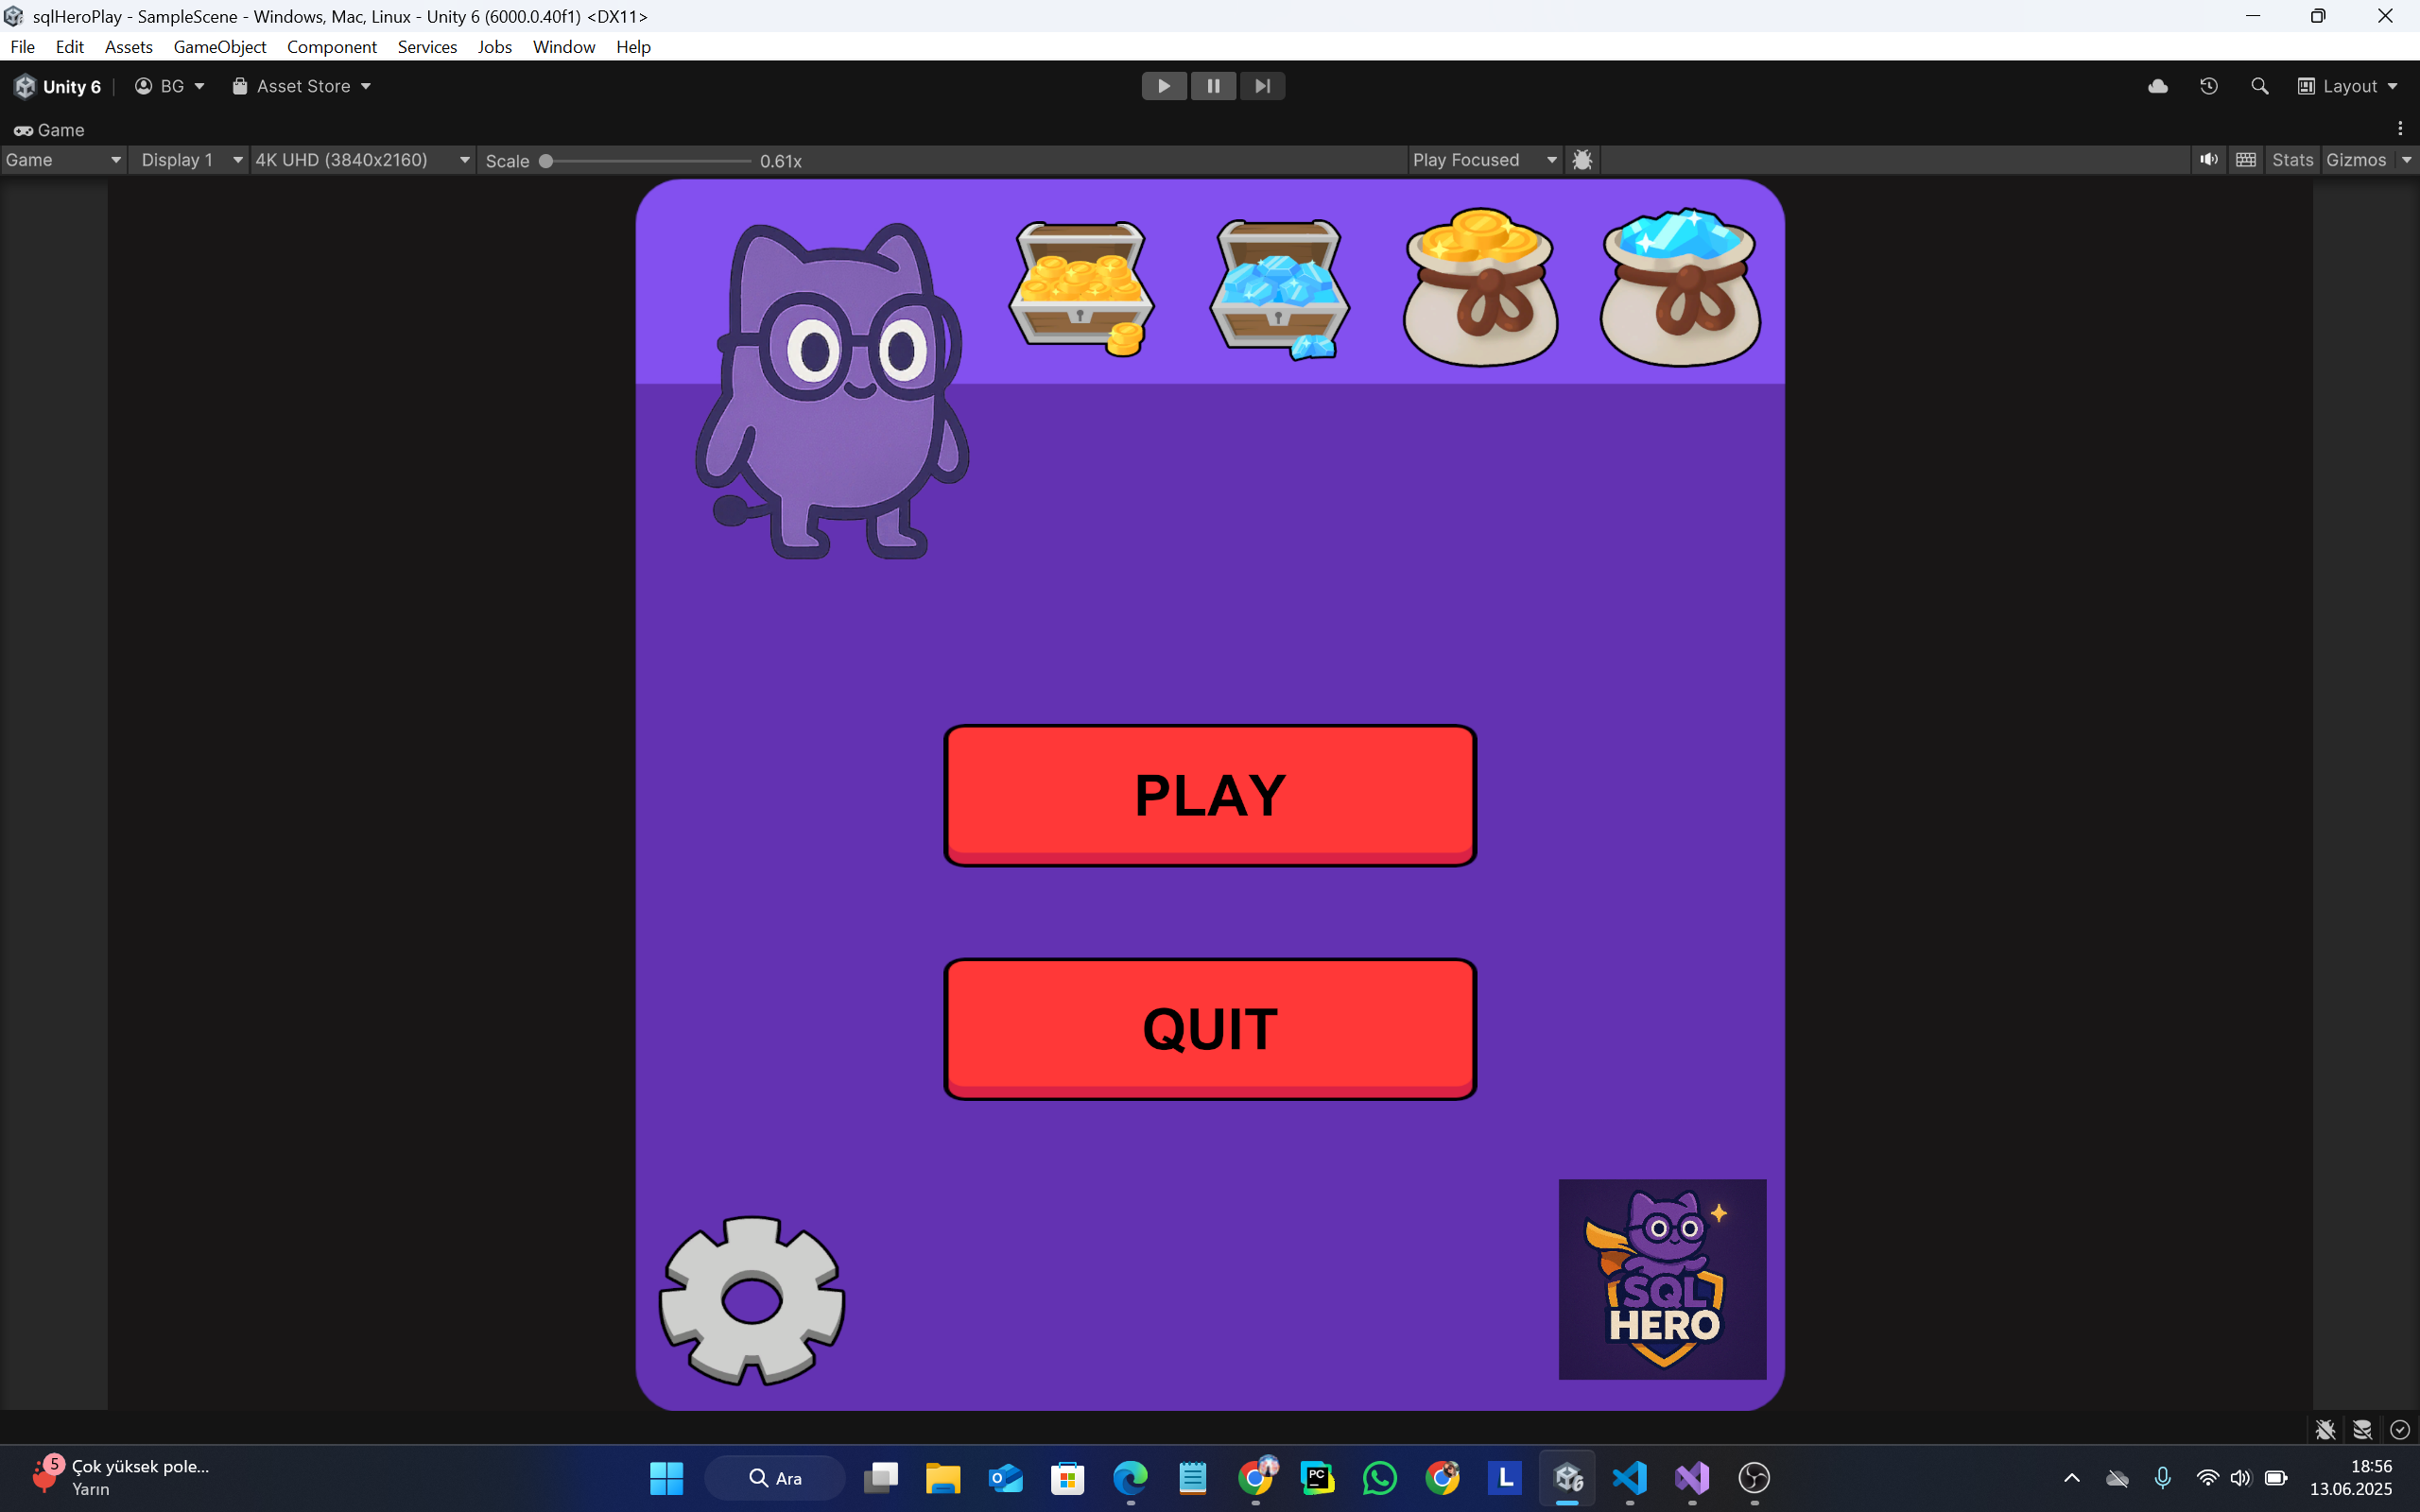 sqlHeroPlay - SampleScene - Windows, Mac, Linux - Unity 6 (6000.0.40f1) <DX11>
File Edit Assets GameObject Component Services Jobs Window Help
Unity 6 BG Asset Store Layout
Game
Game Display 1 4K UHD (3840x2160) Scale 0.61x Play Focused Stats Gizmos
PLAY
QUIT
SQL
HERO
5 Çok yüksek pole...
Yarın
Ara
PC
L
6
18:56
13.06.2025